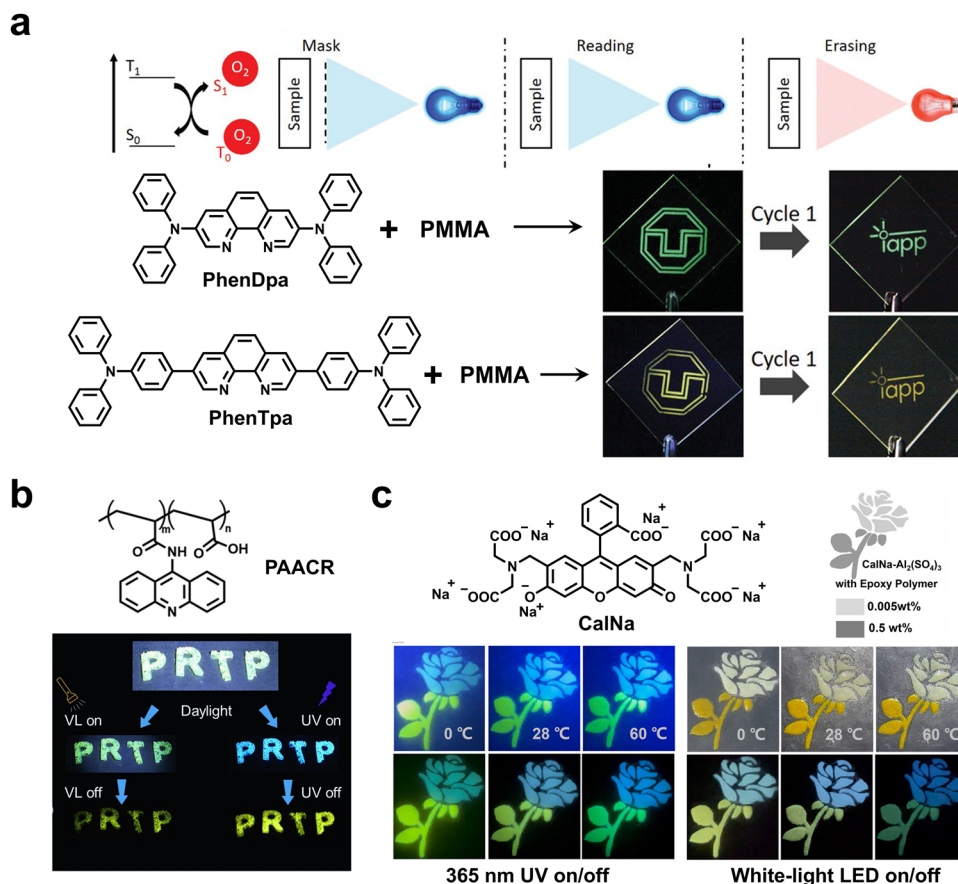 a
Mask
Reading
Erasing
T1
S0
O2
S1
O2
T0
Sample
Sample
Sample
+ PMMA
PhenDpa
N
N
N
N
Cycle 1
iapp
+ PMMA
PhenTpa
N
N
N
N
Cycle 1
iapp
b
m
n
O
NH
O
OH
N
PAACR
PRTP
Daylight
VL on
UV on
PRTP
PRTP
VL off
UV off
PRTP
PRTP
c
Na+
COO−
COO− Na+
N
COO− Na+
Na+ −OOC
−O
Na+
O
O
Na+ −OOC
N
COO− Na+
CalNa
CalNa-Al2(SO4)3
with Epoxy Polymer
0.005wt%
0.5 wt%
0 ℃
28 ℃
60 ℃
0 ℃
28 ℃
60 ℃
365 nm UV on/off
White-light LED on/off